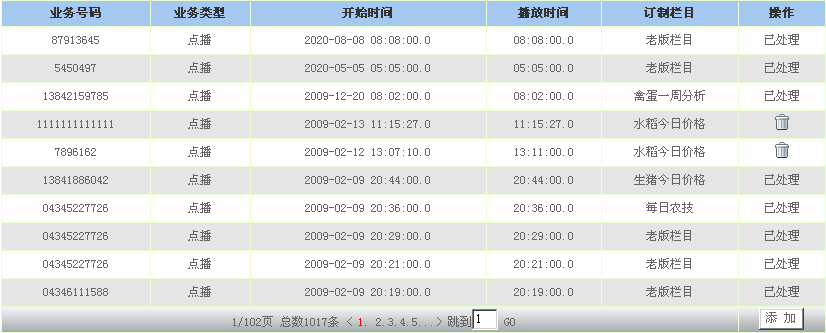 业务号码 业务类型 开始时间 播放时间 订制栏目 操作
87913645 点播 2020-08-08 08:08:00.0 08:08:00.0 老版栏目 已处理
5450497 点播 2020-05-05 05:05:00.0 05:05:00.0 老版栏目 已处理
13842159785 点播 2009-12-20 08:02:00.0 08:02:00.0 禽蛋一周分析 已处理
1111111111111 点播 2009-02-13 11:15:27.0 11:15:27.0 水稻今日价格
7896162 点播 2009-02-12 13:07:10.0 13:11:00.0 水稻今日价格
13841886042 点播 2009-02-09 20:44:00.0 20:44:00.0 生猪今日价格 已处理
04345227726 点播 2009-02-09 20:36:00.0 20:36:00.0 每日农技 已处理
04345227726 点播 2009-02-09 20:29:00.0 20:29:00.0 老版栏目 已处理
04345227726 点播 2009-02-09 20:21:00.0 20:21:00.0 老版栏目 已处理
04346111588 点播 2009-02-09 20:19:00.0 20:19:00.0 老版栏目 已处理
1/102页 总数1017条 < 1. 2.3.4.5...> 跳到 1 GO 添 加